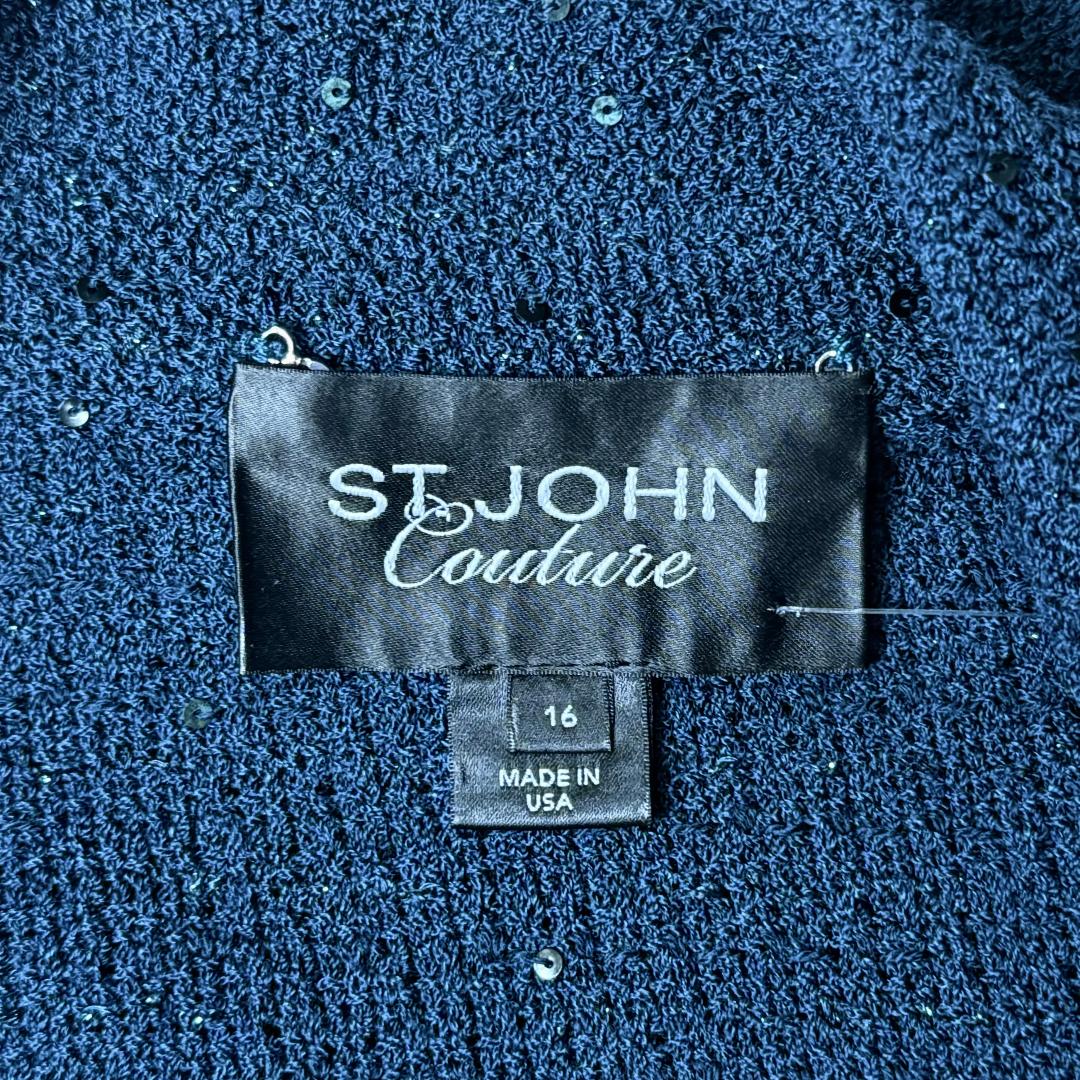 ST. JOHN
Couture
16
MADE IN
USA